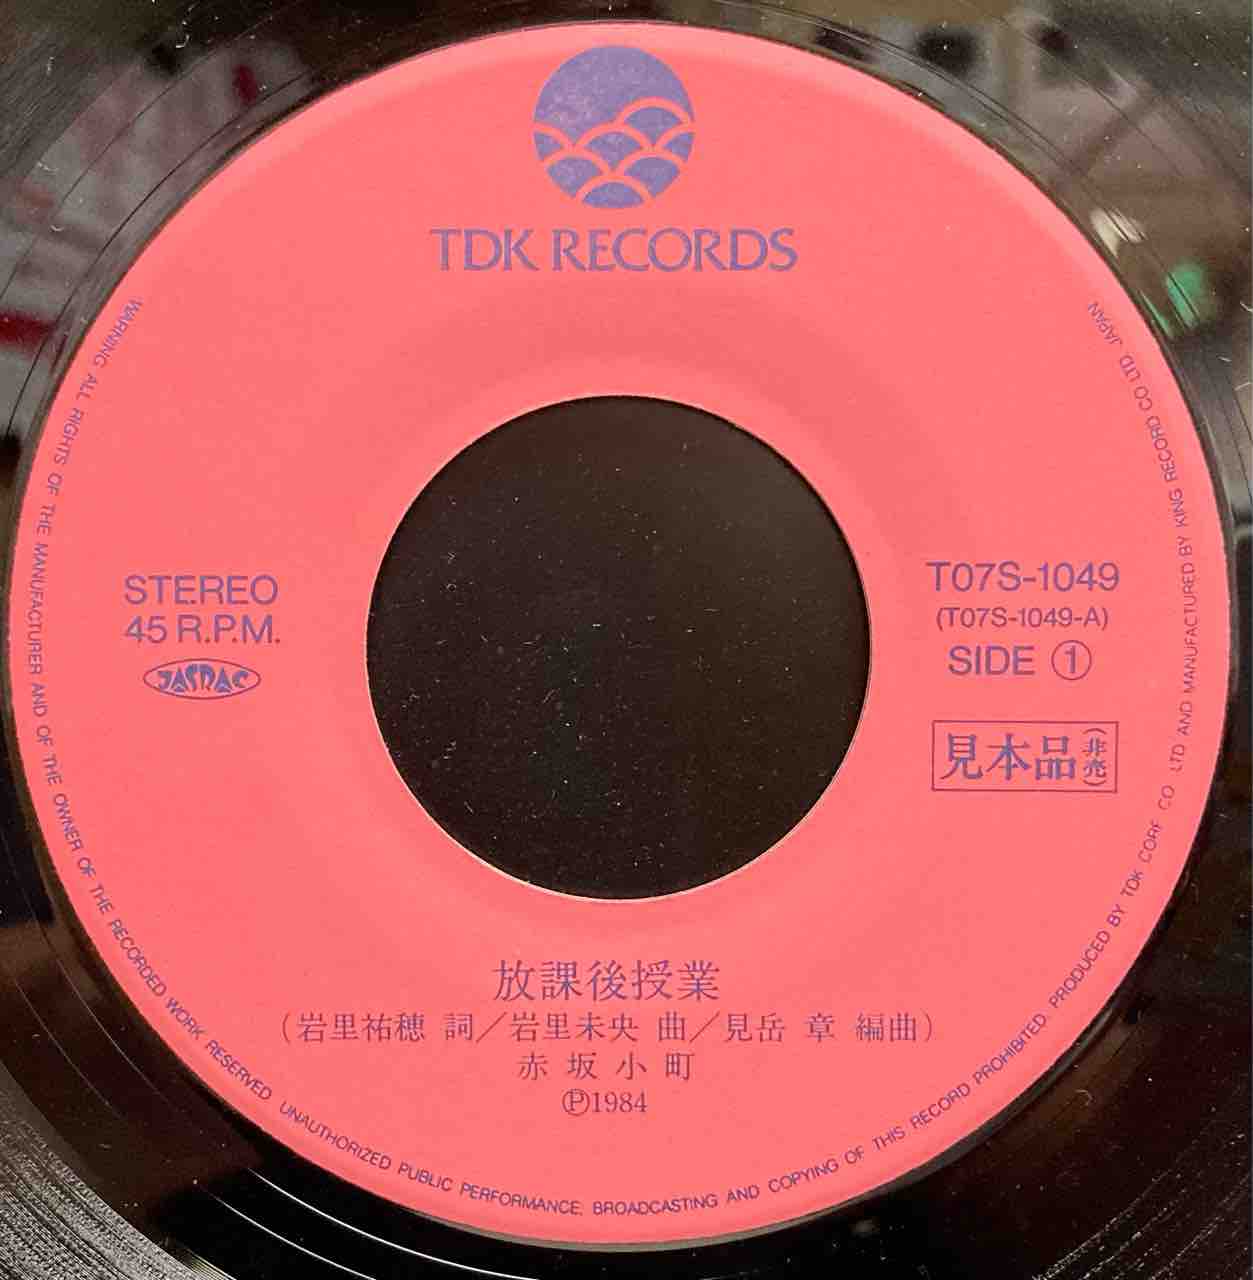 TDK RECORDS
STEREO
45 R.P.M.
JASRAC
T07S-1049
(T07S-1049-A)
SIDE ①
見本品(非売)
放課後授業
(岩里祐穂 詞/岩里未央 曲/見岳 章 編曲)
赤坂小町
Ⓟ1984
WARNING ALL RIGHTS OF THE MANUFACTURER AND OF THE OWNER OF THE RECORDED WORK RESERVED UNAUTHORIZED PUBLIC PERFORMANCE, BROADCASTING AND COPYING OF THIS RECORD PROHIBITED PRODUCED BY TDK CORE CO LTD AND MANUFACTURED BY KING RECORD CO LTD, JAPAN